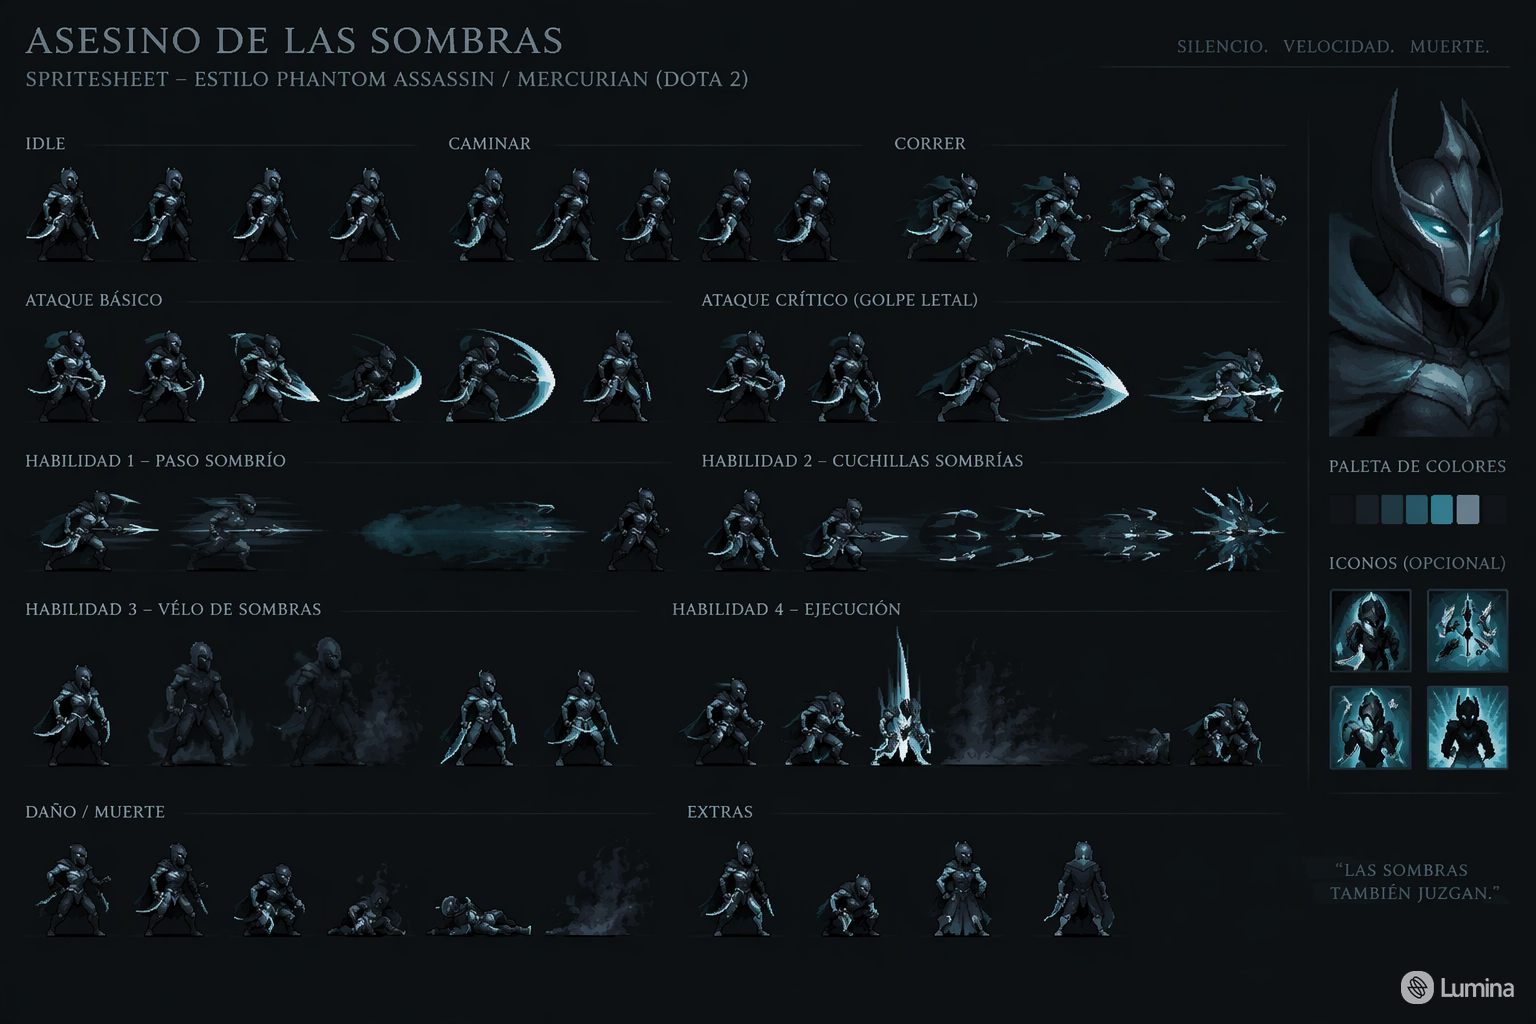 ASESINO DE LAS SOMBRAS
SPRITESHEET – ESTILO PHANTOM ASSASSIN / MERCURIAN (DOTA 2)
SILENCIO. VELOCIDAD. MUERTE.
IDLE
CAMINAR
CORRER
ATAQUE BÁSICO
ATAQUE CRÍTICO (GOLPE LETAL)
HABILIDAD 1 – PASO SOMBRÍO
HABILIDAD 2 – CUCHILLAS SOMBRÍAS
HABILIDAD 3 – VÉLO DE SOMBRAS
HABILIDAD 4 – EJECUCIÓN
DAÑO / MUERTE
EXTRAS
PALETA DE COLORES
ICONOS (OPCIONAL)
“LAS SOMBRAS
TAMBIÉN JUZGAN.”
Lumina